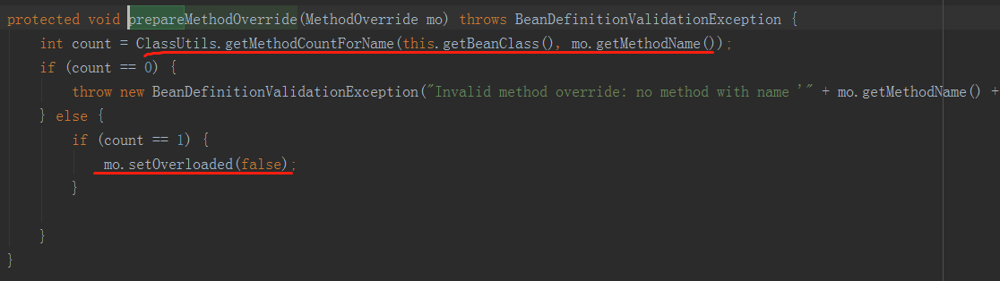 protected void prepareMethodOverride(MethodOverride mo) throws BeanDefinitionValidationException {
int count = ClassUtils.getMethodCountForName(this.getBeanClass(), mo.getMethodName());
if (count == 0) {
throw new BeanDefinitionValidationException("Invalid method override: no method with name '" + mo.getMethodName() +
} else {
if (count == 1) {
mo.setOverloaded(false);
}
}
}